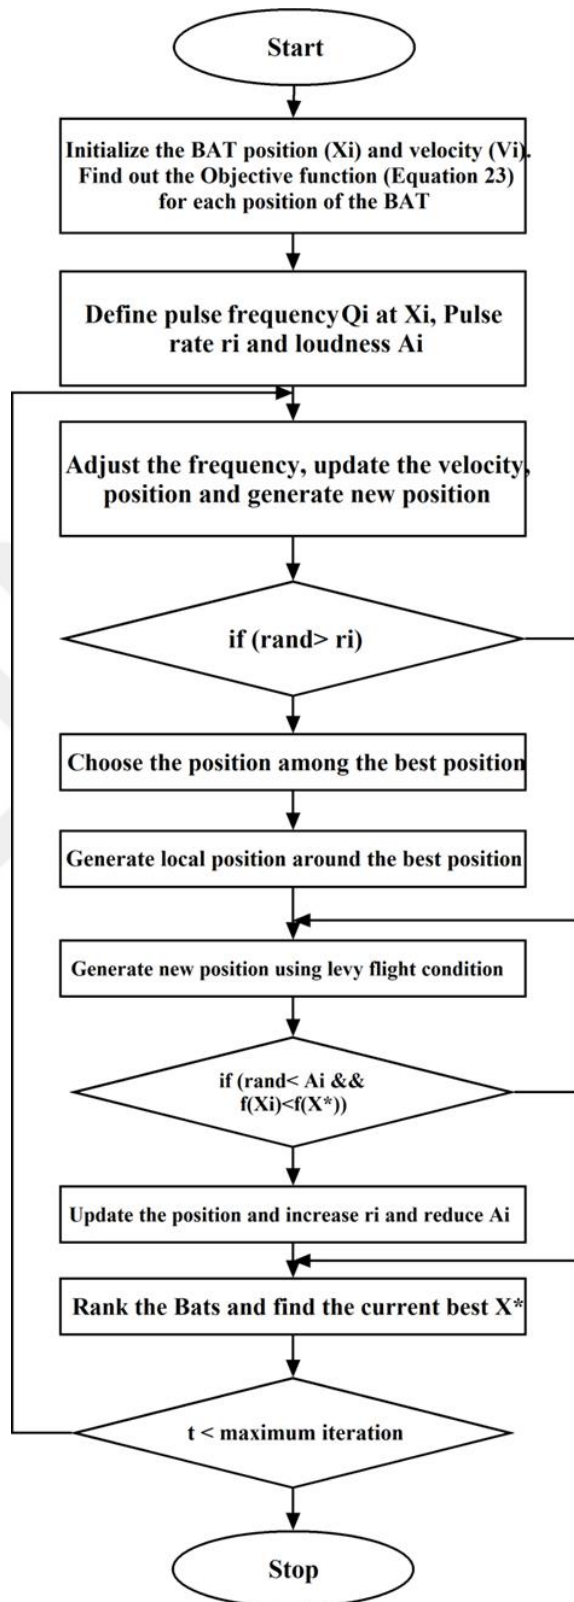 Start
Initialize the BAT position (Xi) and velocity (Vi).
Find out the Objective function (Equation 23)
for each position of the BAT
Define pulse frequency Qi at Xi, Pulse
rate ri and loudness Ai
Adjust the frequency, update the velocity,
position and generate new position
if (rand> ri)
Choose the position among the best position
Generate local position around the best position
Generate new position using levy flight condition
if (rand< Ai &&
f(Xi)<f(X*))
Update the position and increase ri and reduce Ai
Rank the Bats and find the current best X*
t < maximum iteration
Stop